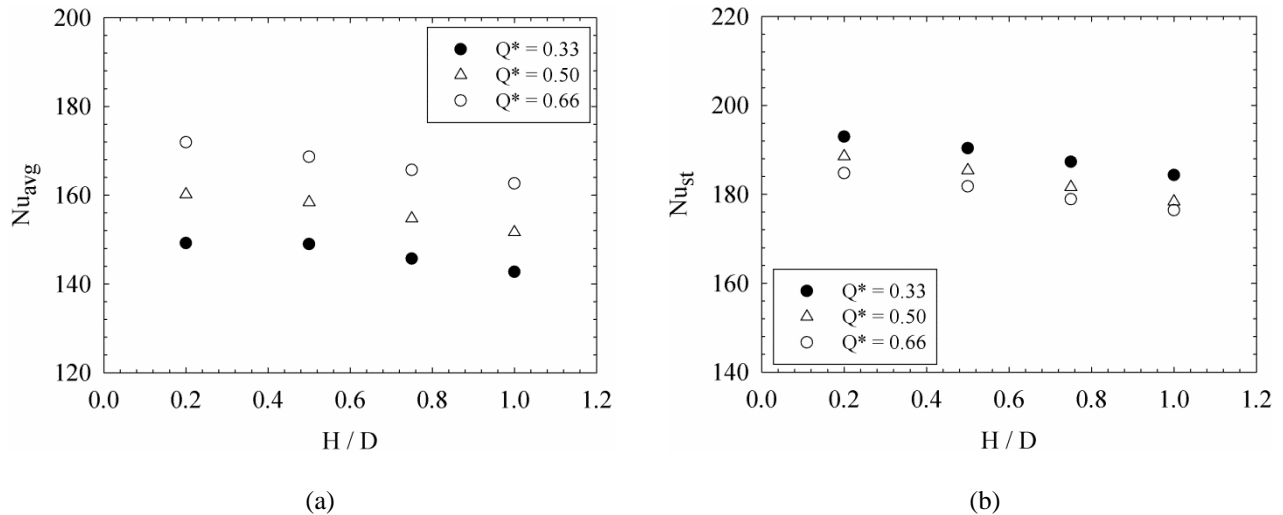 200
180
160
140
120
Nu_avg
Q* = 0.33
Q* = 0.50
Q* = 0.66
0.0 0.2 0.4 0.6 0.8 1.0 1.2
H / D
(a)
220
200
180
160
140
Nu_st
Q* = 0.33
Q* = 0.50
Q* = 0.66
0.0 0.2 0.4 0.6 0.8 1.0 1.2
H / D
(b)